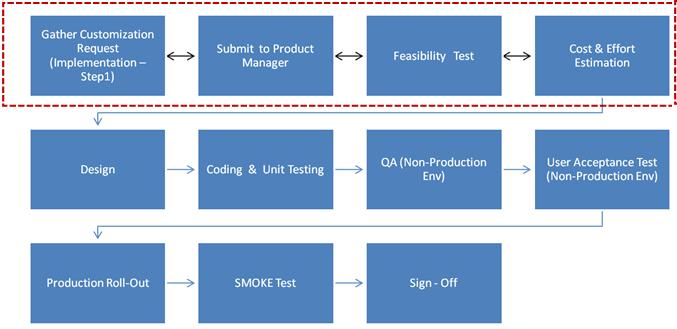 Gather Customization
Request
(Implementation –
Step1)
Submit to Product
Manager
Feasibility Test
Cost & Effort
Estimation
Design
Coding & Unit Testing
QA (Non-Production
Env)
User Acceptance Test
(Non-Production Env)
Production Roll-Out
SMOKE Test
Sign - Off